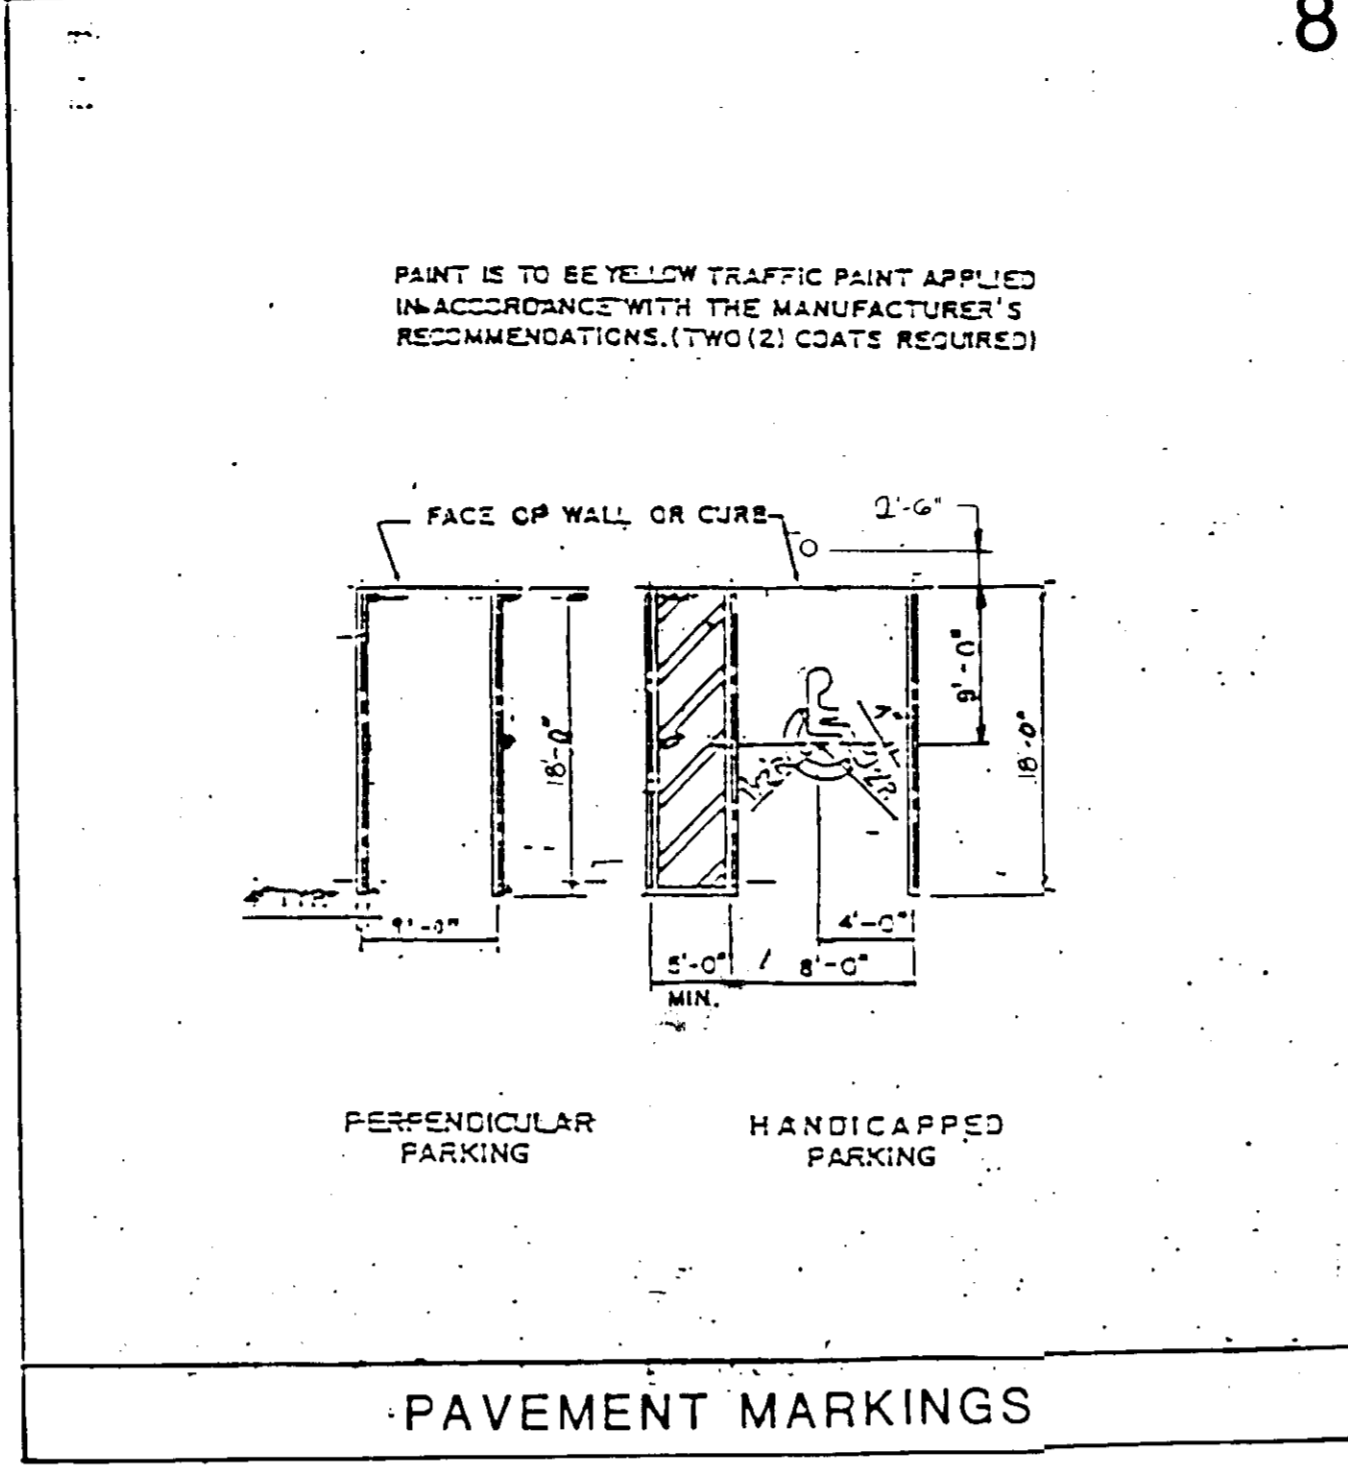 8
PAINT IS TO BE YELLOW TRAFFIC PAINT APPLIED
IN ACCORDANCE WITH THE MANUFACTURER'S
RECOMMENDATIONS. (TWO (2) COATS REQUIRED)
FACE OF WALL OR CURB
2'-6"
9'-0"
18'-0"
18'-0"
9'-0"
4'-0"
5'-0"
8'-0"
MIN.
PERPENDICULAR
PARKING
HANDICAPPED
PARKING
PAVEMENT MARKINGS